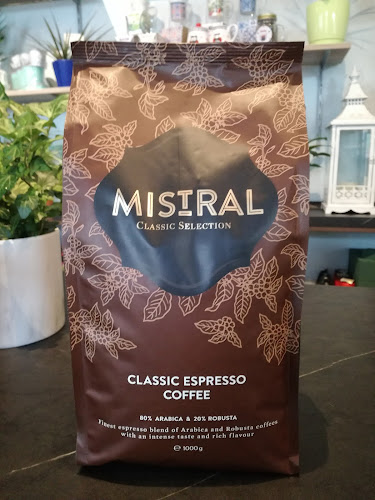 MISTRAL
CLASSIC SELECTION
CLASSIC ESPRESSO
COFFEE
80% ARABICA & 20% ROBUSTA
Finest espresso blend of Arabica and Robusta coffees
with an intense taste and rich flavour
℮ 1000g